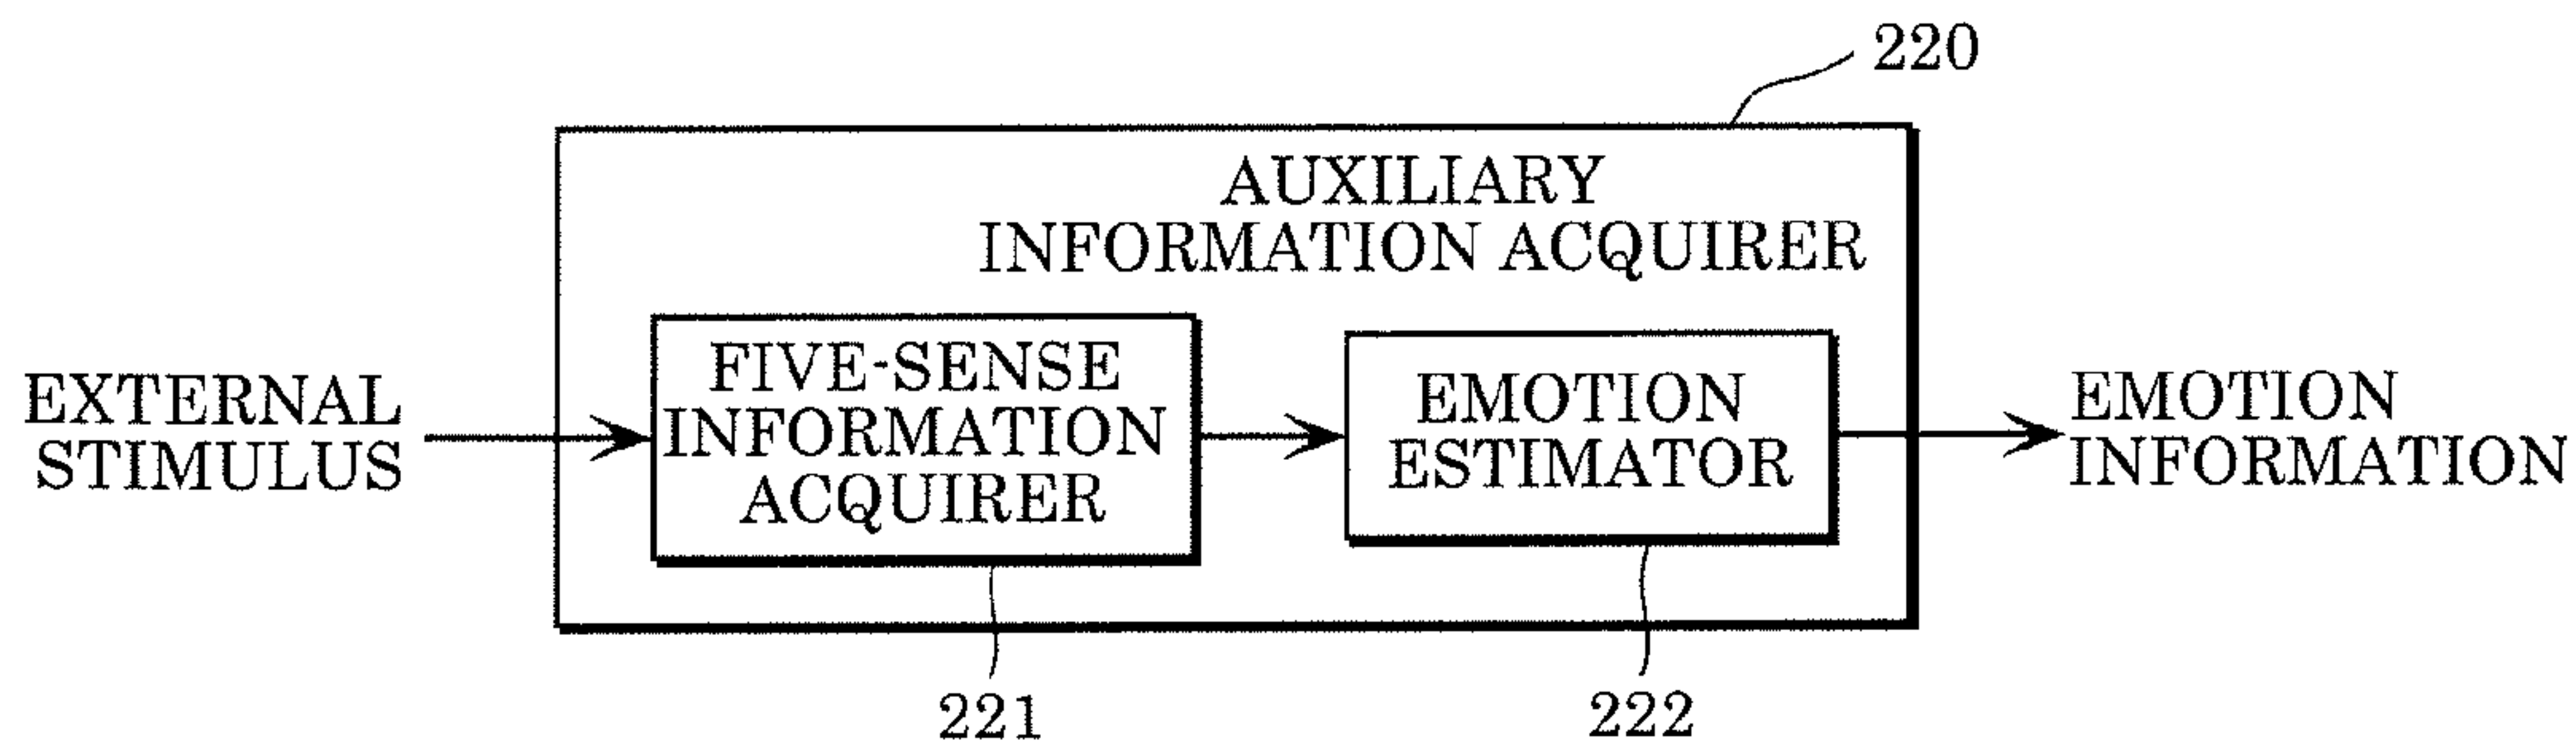 220
AUXILIARY
INFORMATION ACQUIRER
EXTERNAL
STIMULUS
FIVE-SENSE
INFORMATION
ACQUIRER
EMOTION
ESTIMATOR
EMOTION
INFORMATION
221
222